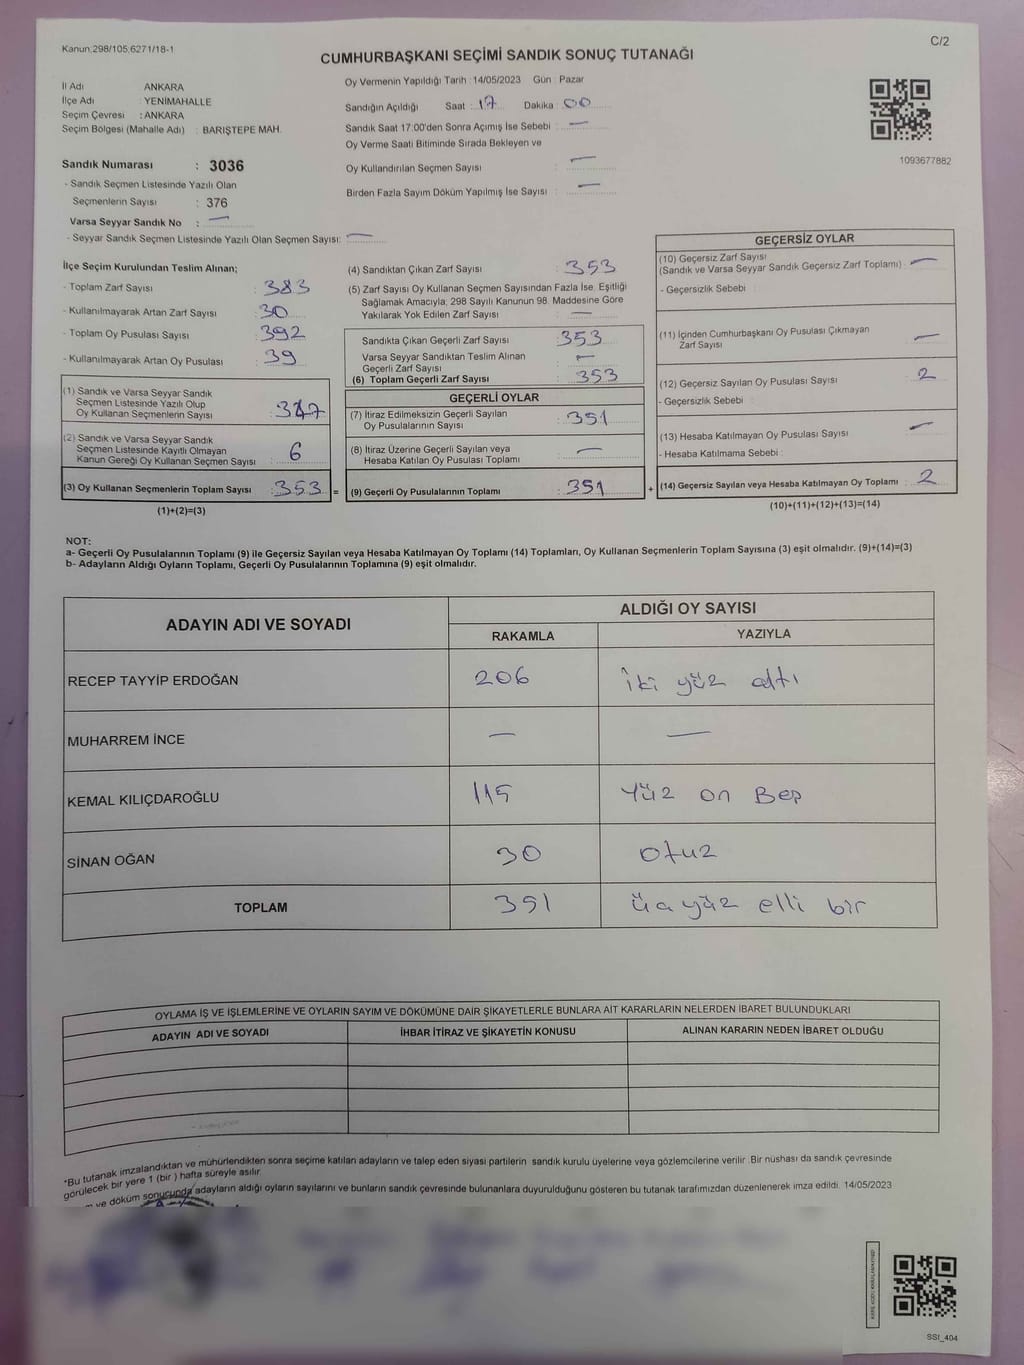 Kanun:298/105;6271/18-1
C/2
CUMHURBAŞKANI SEÇİMİ SANDIK SONUÇ TUTANAĞI
İl Adı ANKARA
İlçe Adı : YENİMAHALLE
Seçim Çevresi : ANKARA
Seçim Bölgesi (Mahalle Adı) : BARIŞTEPE MAH.
Oy Vermenin Yapıldığı Tarih :14/05/2023 Gün : Pazar
Sandığın Açıldığı Saat : 17 Dakika : 00
Sandık Saat 17:00'den Sonra Açımış İse Sebebi : —
Oy Verme Saati Bitiminde Sırada Bekleyen ve
Oy Kullandırılan Seçmen Sayısı : —
Birden Fazla Sayım Döküm Yapılmış İse Sayısı : —
1093677882
Sandık Numarası : 3036
- Sandık Seçmen Listesinde Yazılı Olan
Seçmenlerin Sayısı : 376
Varsa Seyyar Sandık No : —
- Seyyar Sandık Seçmen Listesinde Yazılı Olan Seçmen Sayısı: —
İlçe Seçim Kurulundan Teslim Alınan;
- Toplam Zarf Sayısı : 383
- Kullanılmayarak Artan Zarf Sayısı : 30
- Toplam Oy Pusulası Sayısı : 392
- Kullanılmayarak Artan Oy Pusulası : 39
(1) Sandık ve Varsa Seyyar Sandık
Seçmen Listesinde Yazılı Olup
Oy Kullanan Seçmenlerin Sayısı : 347
(2) Sandık ve Varsa Seyyar Sandık
Seçmen Listesinde Kayıtlı Olmayan
Kanun Gereği Oy Kullanan Seçmen Sayısı : 6
(3) Oy Kullanan Seçmenlerin Toplam Sayısı : 353 =
(1)+(2)=(3)
(4) Sandıktan Çıkan Zarf Sayısı : 353
(5) Zarf Sayısı Oy Kullanan Seçmen Sayısından Fazla İse, Eşitliği
Sağlamak Amacıyla; 298 Sayılı Kanunun 98. Maddesine Göre
Yakılarak Yok Edilen Zarf Sayısı : —
Sandıkta Çıkan Geçerli Zarf Sayısı : 353
Varsa Seyyar Sandıktan Teslim Alınan
Geçerli Zarf Sayısı : —
(6) Toplam Geçerli Zarf Sayısı : 353
GEÇERLİ OYLAR
(7) İtiraz Edilmeksizin Geçerli Sayılan
Oy Pusulalarının Sayısı : 351
(8) İtiraz Üzerine Geçerli Sayılan veya
Hesaba Katılan Oy Pusulası Toplamı : —
(9) Geçerli Oy Pusulalarının Toplamı : 351 +
GEÇERSİZ OYLAR
(10) Geçersiz Zarf Sayısı
(Sandık ve Varsa Seyyar Sandık Geçersiz Zarf Toplamı) : —
- Geçersizlik Sebebi :
(11) İçinden Cumhurbaşkanı Oy Pusulası Çıkmayan
Zarf Sayısı : —
(12) Geçersiz Sayılan Oy Pusulası Sayısı : 2
- Geçersizlik Sebebi :
(13) Hesaba Katılmayan Oy Pusulası Sayısı : —
- Hesaba Katılmama Sebebi :
(14) Geçersiz Sayılan veya Hesaba Katılmayan Oy Toplamı : 2
(10)+(11)+(12)+(13)=(14)
NOT:
a- Geçerli Oy Pusulalarının Toplamı (9) ile Geçersiz Sayılan veya Hesaba Katılmayan Oy Toplamı (14) Toplamları, Oy Kullanan Seçmenlerin Toplam Sayısına (3) eşit olmalıdır. (9)+(14)=(3)
b- Adayların Aldığı Oyların Toplamı, Geçerli Oy Pusulalarının Toplamına (9) eşit olmalıdır.
ADAYIN ADI VE SOYADI
ALDIĞI OY SAYISI
RAKAMLA YAZIYLA
RECEP TAYYİP ERDOĞAN 206 iki yüz altı
MUHARREM İNCE — —
KEMAL KILIÇDAROĞLU 115 Yüz on Beş
SİNAN OĞAN 30 otuz
TOPLAM 351 üçyüz elli bir
OYLAMA İŞ VE İŞLEMLERİNE VE OYLARIN SAYIM VE DÖKÜMÜNE DAİR ŞİKAYETLERLE BUNLARA AİT KARARLARIN NELERDEN İBARET BULUNDUKLARI
ADAYIN ADI VE SOYADI İHBAR İTİRAZ VE ŞİKAYETİN KONUSU ALINAN KARARIN NEDEN İBARET OLDUĞU
*Bu tutanak imzalandıktan ve mühürlendikten sonra seçime katılan adayların ve talep eden siyasi partilerin sandık kurulu üyelerine veya gözlemcilerine verilir. Bir nüshası da sandık çevresinde
görülecek bir yere 1 (bir ) hafta süreyle asılır.
ve döküm sonucunda adayların aldığı oyların sayılarını ve bunların sandık çevresinde bulunanlara duyurulduğunu gösteren bu tutanak tarafımızdan düzenlenerek imza edildi. 14/05/2023
SSI_404